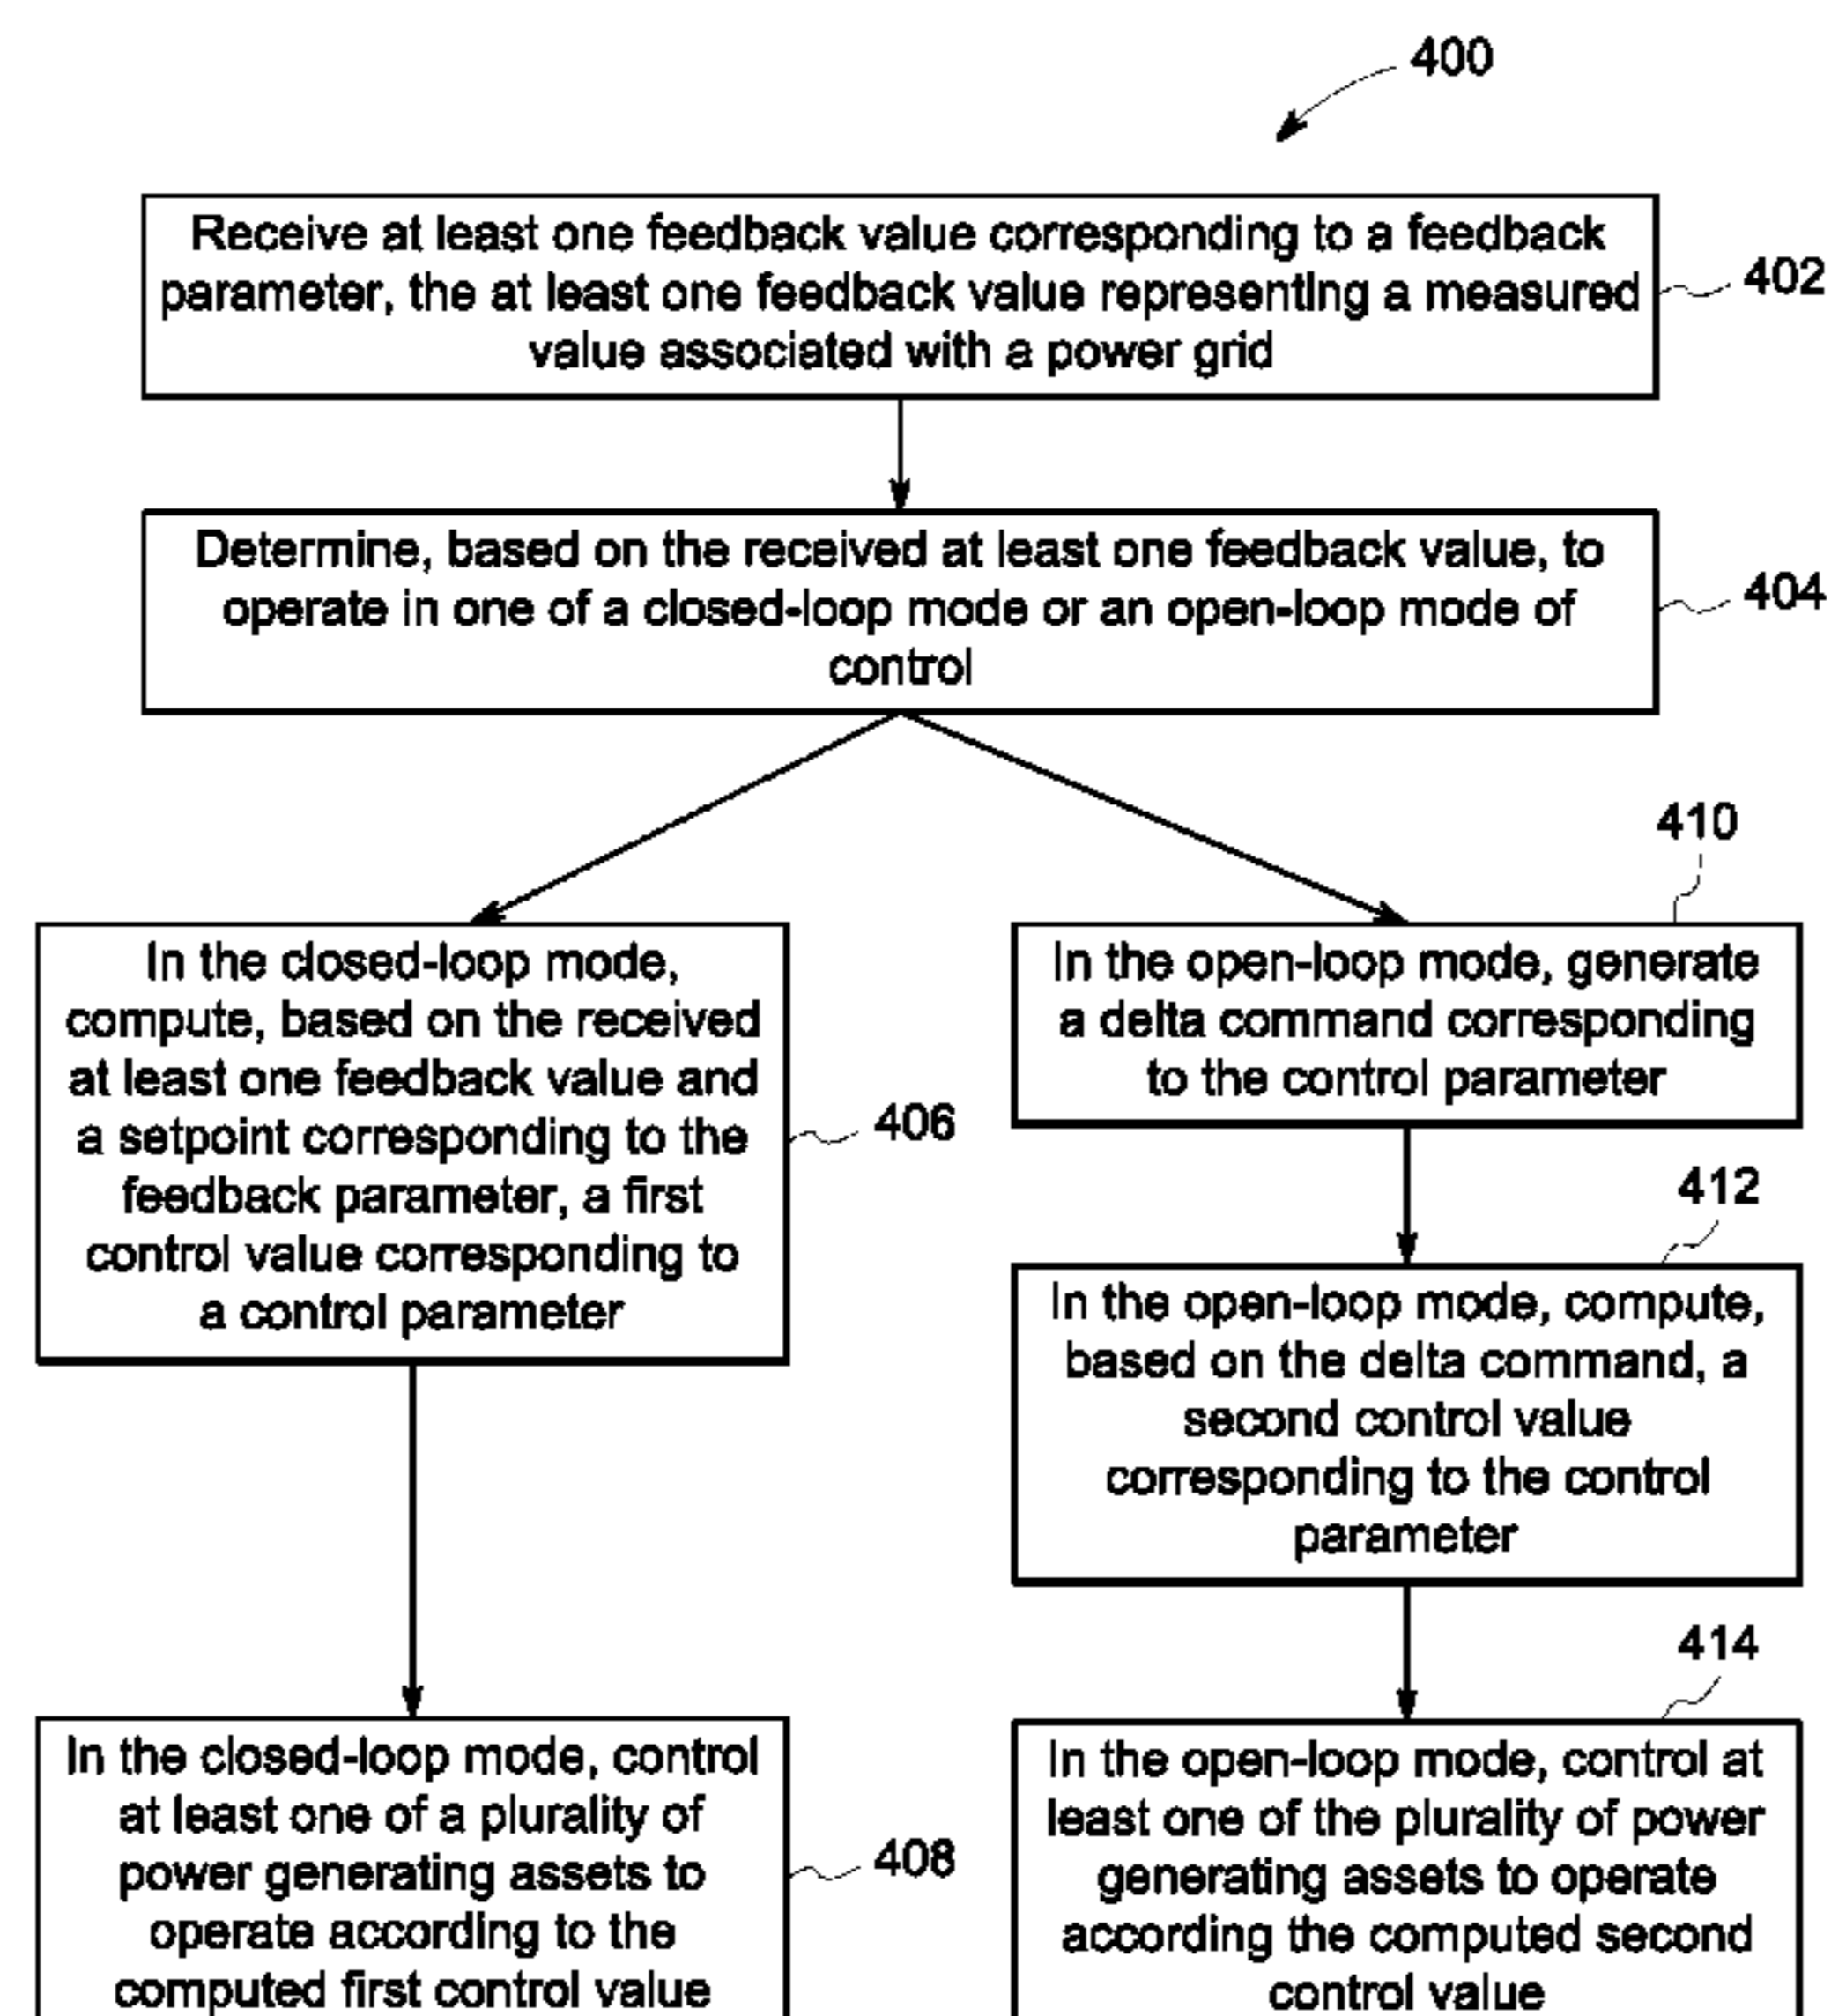 400
Receive at least one feedback value corresponding to a feedback
parameter, the at least one feedback value representing a measured
value associated with a power grid
402
Determine, based on the received at least one feedback value, to
operate in one of a closed-loop mode or an open-loop mode of
control
404
In the closed-loop mode,
compute, based on the received
at least one feedback value and
a setpoint corresponding to the
feedback parameter, a first
control value corresponding to
a control parameter
406
In the closed-loop mode, control
at least one of a plurality of
power generating assets to
operate according to the
computed first control value
408
410
In the open-loop mode, generate
a delta command corresponding
to the control parameter
412
In the open-loop mode, compute,
based on the delta command, a
second control value
corresponding to the control
parameter
414
In the open-loop mode, control at
least one of the plurality of power
generating assets to operate
according the computed second
control value